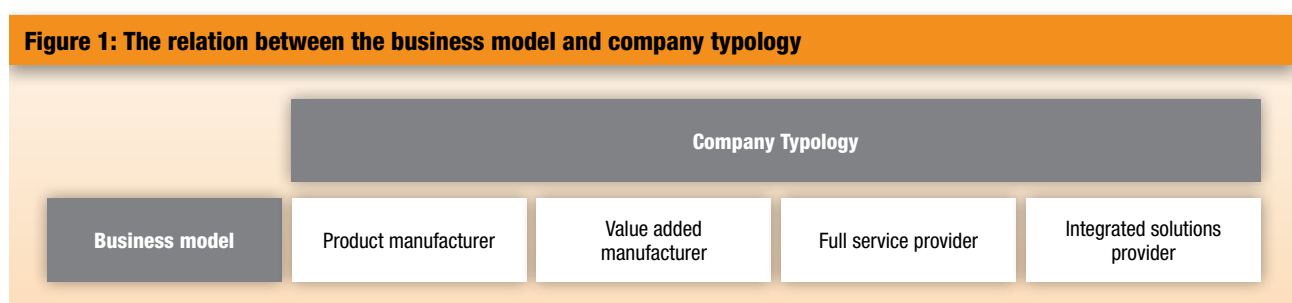 Figure 1: The relation between the business model and company typology
Company Typology
Business model
Product manufacturer
Value added
manufacturer
Full service provider
Integrated solutions
provider